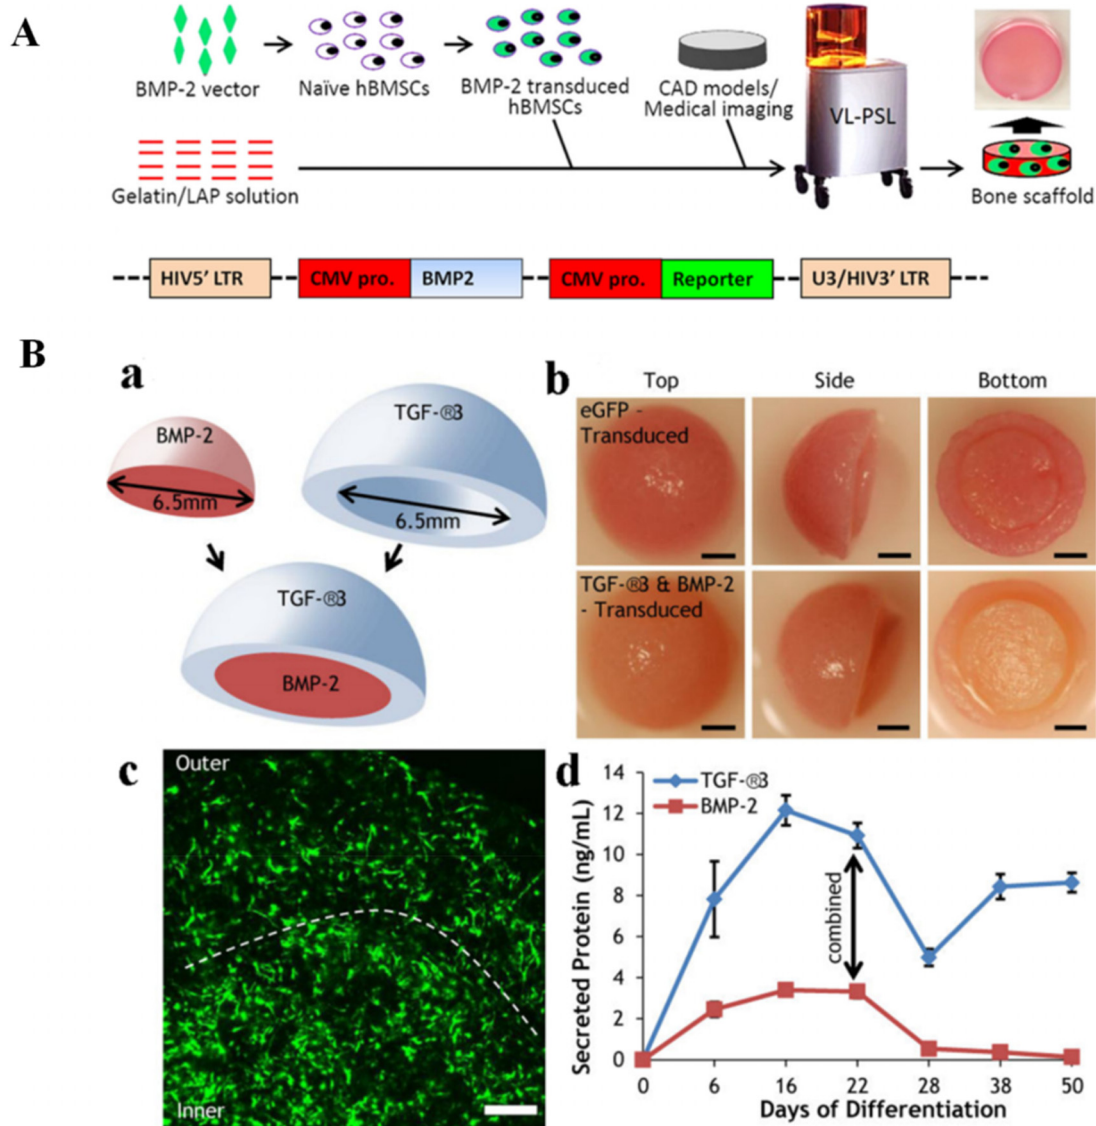 A
BMP-2 vector
Naïve hBMSCs
BMP-2 transduced
hBMSCs
CAD models/
Medical imaging
VL-PSL
Gelatin/LAP solution
Bone scaffold
HIV5' LTR
CMV pro.
BMP2
CMV pro.
Reporter
U3/HIV3' LTR
B
a
BMP-2
6.5mm
TGF-®3
6.5mm
TGF-®3
BMP-2
b
Top
Side
Bottom
eGFP -
Transduced
TGF-®3 & BMP-2
- Transduced
c
Outer
Inner
d
TGF-®3
BMP-2
Secreted Protein (ng/mL)
14
12
10
8
6
4
2
0
combined
0 6 16 22 28 38 50
Days of Differentiation